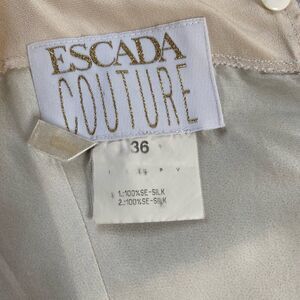 ESCADA
COUTURE
36
1.:100%SE-SILK
2.:100%SE-SILK